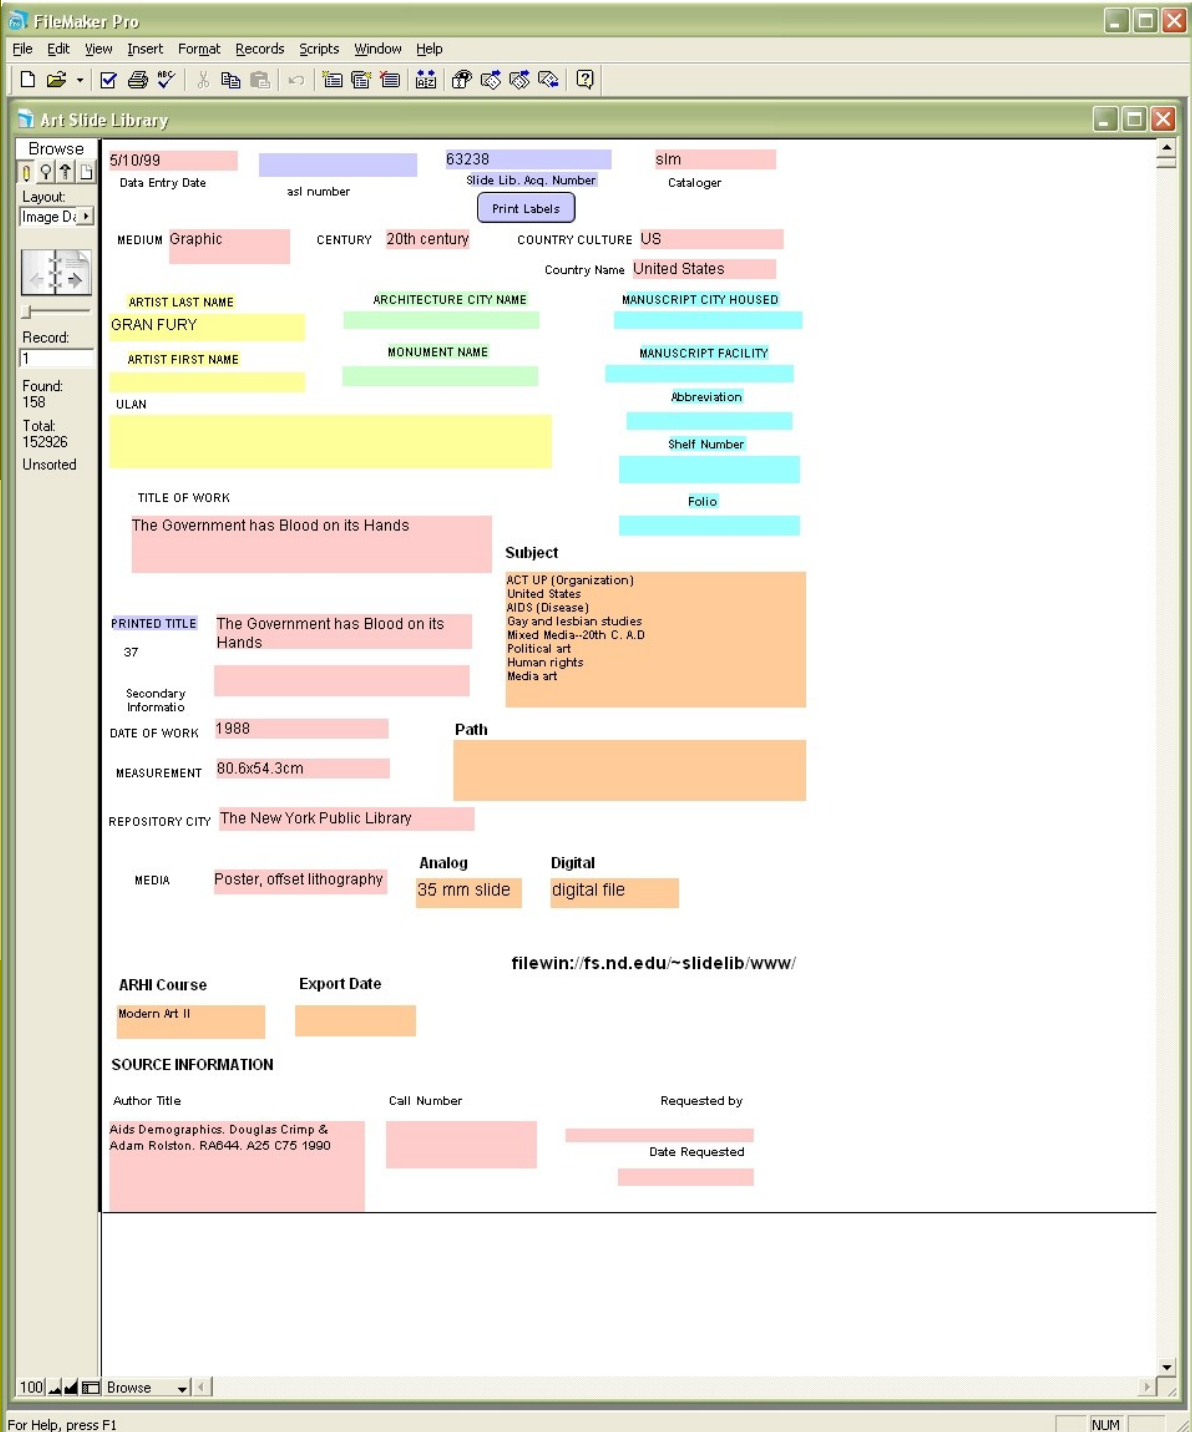 FileMaker Pro
File Edit View Insert Format Records Scripts Window Help
Art Slide Library
Browse
Layout:
Image Da
Record:
1
Found:
158
Total:
152926
Unsorted
5/10/99
Data Entry Date
asl number
63238
Slide Lib. Acq. Number
slm
Cataloger
Print Labels
MEDIUM Graphic
CENTURY 20th century
COUNTRY CULTURE US
Country Name United States
ARTIST LAST NAME
GRAN FURY
ARTIST FIRST NAME
ULAN
ARCHITECTURE CITY NAME
MONUMENT NAME
MANUSCRIPT CITY HOUSED
MANUSCRIPT FACILITY
Abbreviation
Shelf Number
Folio
TITLE OF WORK
The Government has Blood on its Hands
Subject
ACT UP (Organization)
United States
AIDS (Disease)
Gay and lesbian studies
Mixed Media--20th C. A.D
Political art
Human rights
Media art
PRINTED TITLE
The Government has Blood on its
Hands
37
Secondary
Informatio
DATE OF WORK 1988
Path
MEASUREMENT 80.6x54.3cm
REPOSITORY CITY The New York Public Library
MEDIA Poster, offset lithography
Analog
35 mm slide
Digital
digital file
filewin://fs.nd.edu/~slidelib/www/
ARHI Course
Modern Art II
Export Date
SOURCE INFORMATION
Author Title
Aids Demographics. Douglas Crimp &
Adam Rolston. RA644. A25 C75 1990
Call Number
Requested by
Date Requested
100 Browse
For Help, press F1
NUM